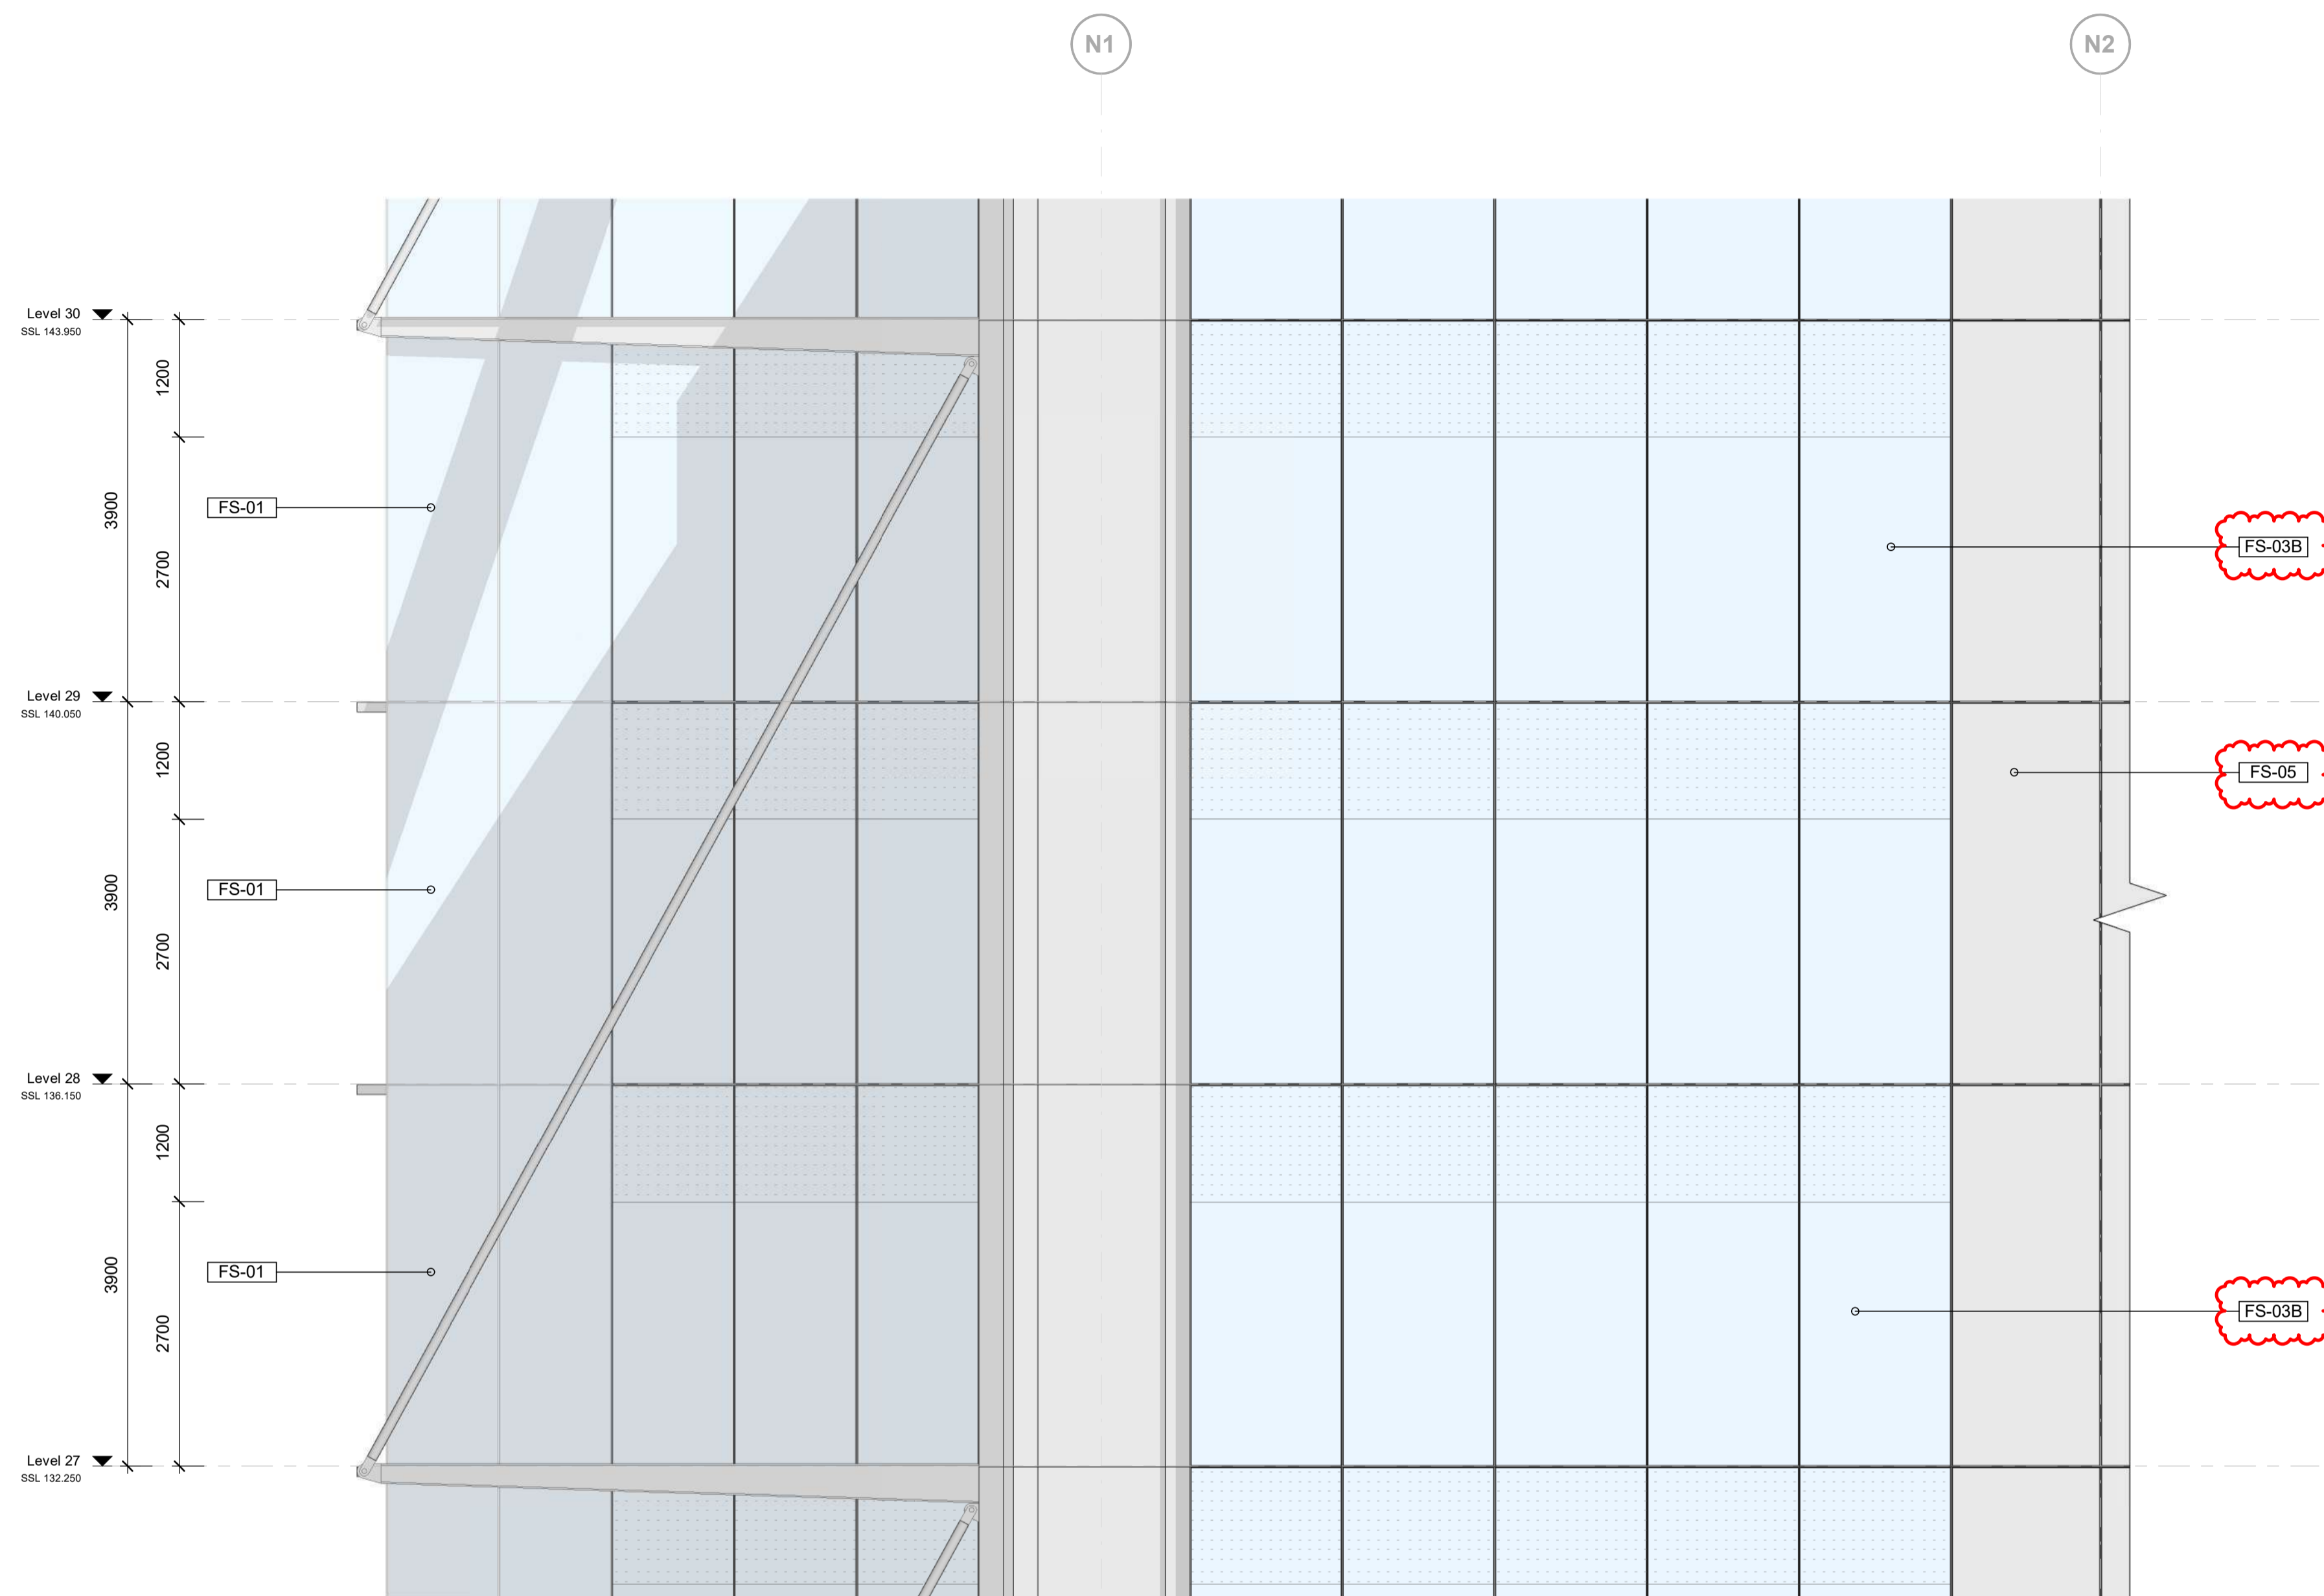 N1
N2
Level 30
SSL 143.950
1200
3900
FS-01
2700
FS-03B
Level 29
SSL 140.050
1200
FS-05
3900
FS-01
2700
Level 28
SSL 136.150
1200
3900
FS-01
2700
FS-03B
Level 27
SSL 132.250